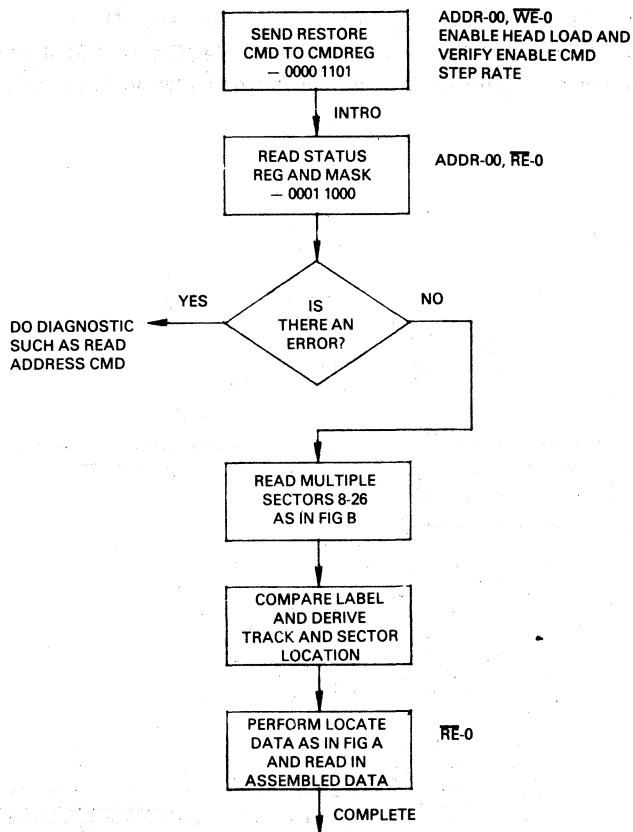 SEND RESTORE
CMD TO CMDREG
– 0000 1101
ADDR-00, W̅E̅-0
ENABLE HEAD LOAD AND
VERIFY ENABLE CMD
STEP RATE
INTRO
READ STATUS
REG AND MASK
– 0001 1000
ADDR-00, R̅E̅-0
IS
THERE AN
ERROR?
YES
NO
DO DIAGNOSTIC
SUCH AS READ
ADDRESS CMD
READ MULTIPLE
SECTORS 8-26
AS IN FIG B
COMPARE LABEL
AND DERIVE
TRACK AND SECTOR
LOCATION
PERFORM LOCATE
DATA AS IN FIG A
AND READ IN
ASSEMBLED DATA
R̅E̅-0
COMPLETE